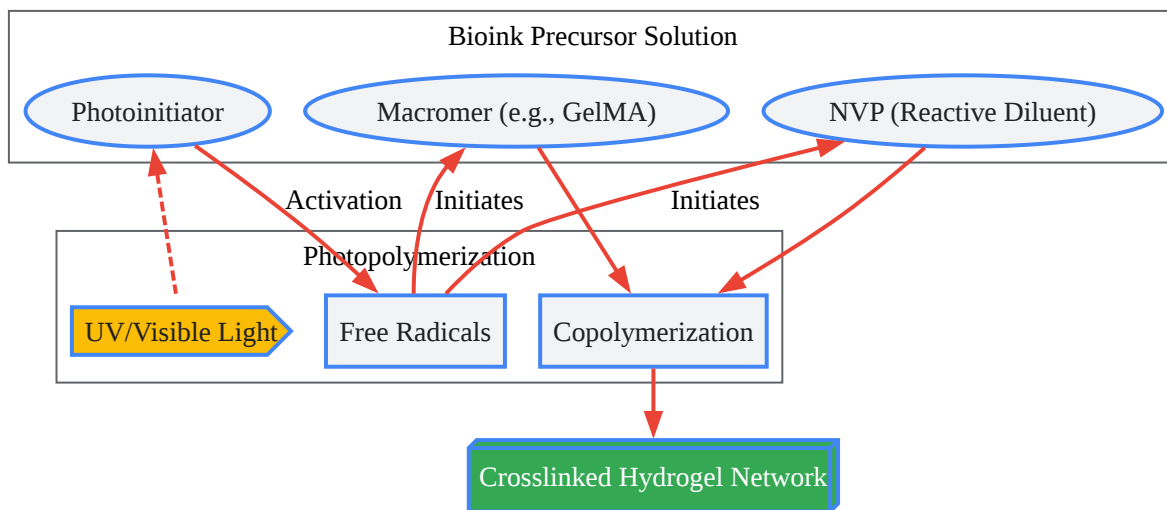 Bioink Precursor Solution
Photoinitiator
Macromer (e.g., GelMA)
NVP (Reactive Diluent)
Activation
Initiates
Initiates
Photopolymerization
UV/Visible Light
Free Radicals
Copolymerization
Crosslinked Hydrogel Network